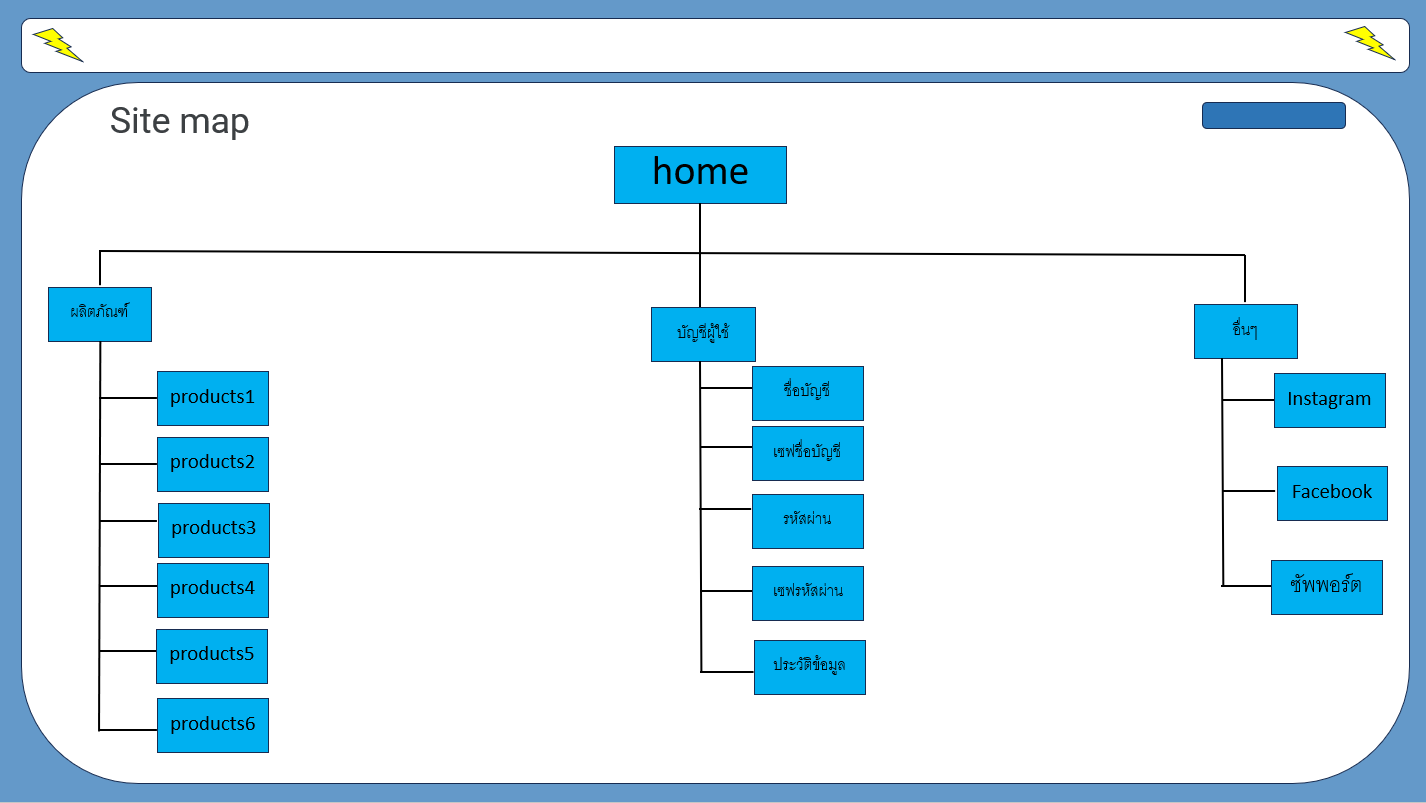 Site map
home
ผลิตภัณฑ์
products1
products2
products3
products4
products5
products6
บัญชีผู้ใช้
ชื่อบัญชี
เซฟชื่อบัญชี
รหัสผ่าน
เซฟรหัสผ่าน
ประวัติข้อมูล
อื่นๆ
Instagram
Facebook
ซัพพอร์ต